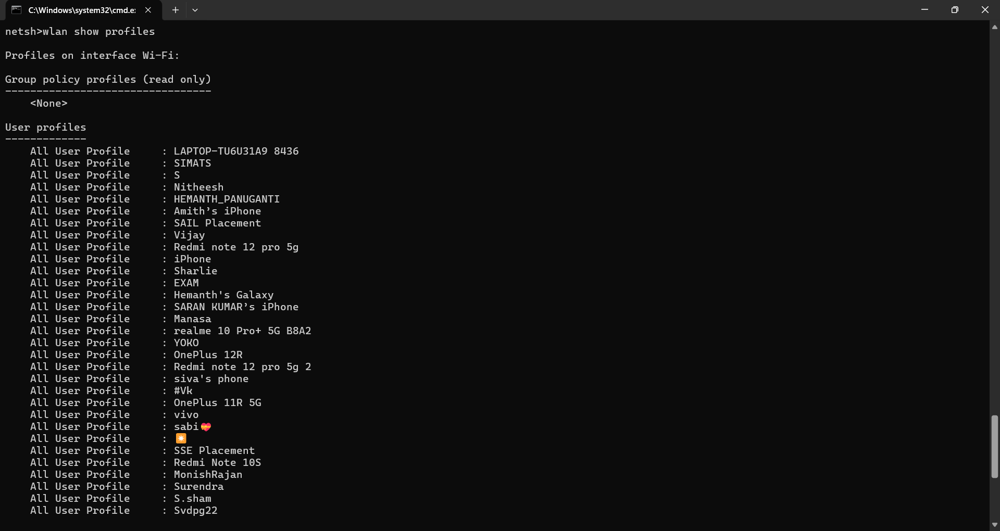 C:\Windows\system32\cmd.e
netsh>wlan show profiles
Profiles on interface Wi-Fi:
Group policy profiles (read only)
---------------------------------
<None>
User profiles
-------------
All User Profile     : LAPTOP-TU6U31A9 8436
All User Profile     : SIMATS
All User Profile     : S
All User Profile     : Nitheesh
All User Profile     : HEMANTH_PANUGANTI
All User Profile     : Amith’s iPhone
All User Profile     : SAIL Placement
All User Profile     : Vijay
All User Profile     : Redmi note 12 pro 5g
All User Profile     : iPhone
All User Profile     : Sharlie
All User Profile     : EXAM
All User Profile     : Hemanth's Galaxy
All User Profile     : SARAN KUMAR’s iPhone
All User Profile     : Manasa
All User Profile     : realme 10 Pro+ 5G B8A2
All User Profile     : YOKO
All User Profile     : OnePlus 12R
All User Profile     : Redmi note 12 pro 5g 2
All User Profile     : siva's phone
All User Profile     : #Vk
All User Profile     : OnePlus 11R 5G
All User Profile     : vivo
All User Profile     : sabi💝
All User Profile     : ✴️
All User Profile     : SSE Placement
All User Profile     : Redmi Note 10S
All User Profile     : MonishRajan
All User Profile     : Surendra
All User Profile     : S.sham
All User Profile     : Svdpg22